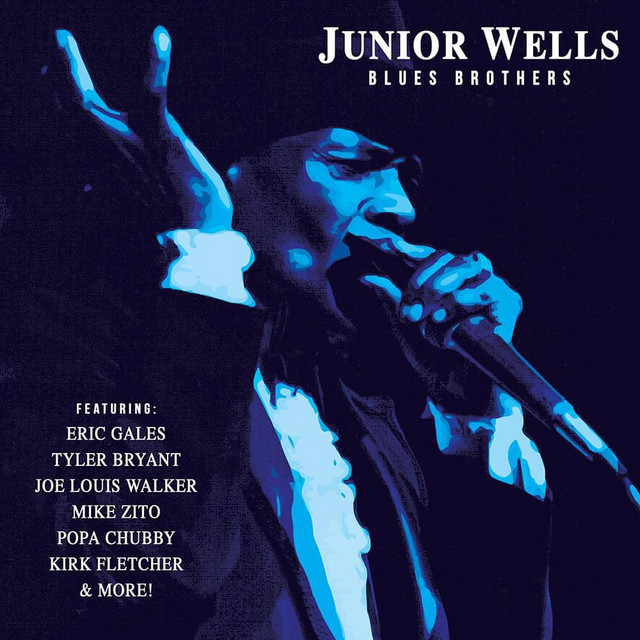 JUNIOR WELLS
BLUES BROTHERS
FEATURING:
ERIC GALES
TYLER BRYANT
JOE LOUIS WALKER
MIKE ZITO
POPA CHUBBY
KIRK FLETCHER
& MORE!